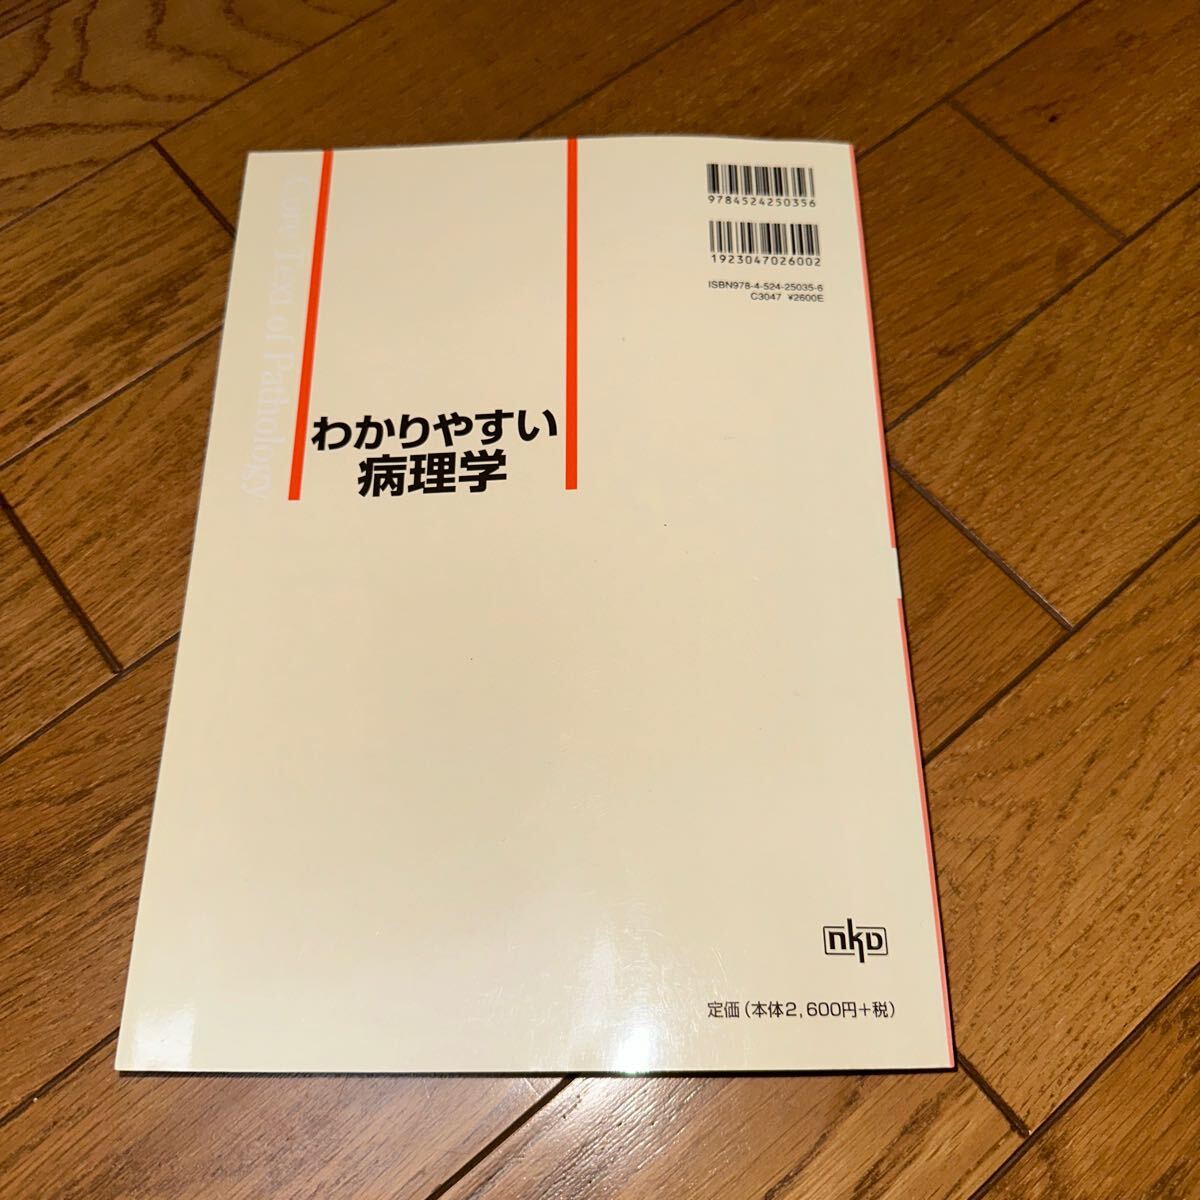 Core Text of Pathology
わかりやすい
病理学
9784524250356
1923047026002
ISBN978-4-524-25035-6
C3047 ¥2600E
nkd
定価(本体2,600円+税)